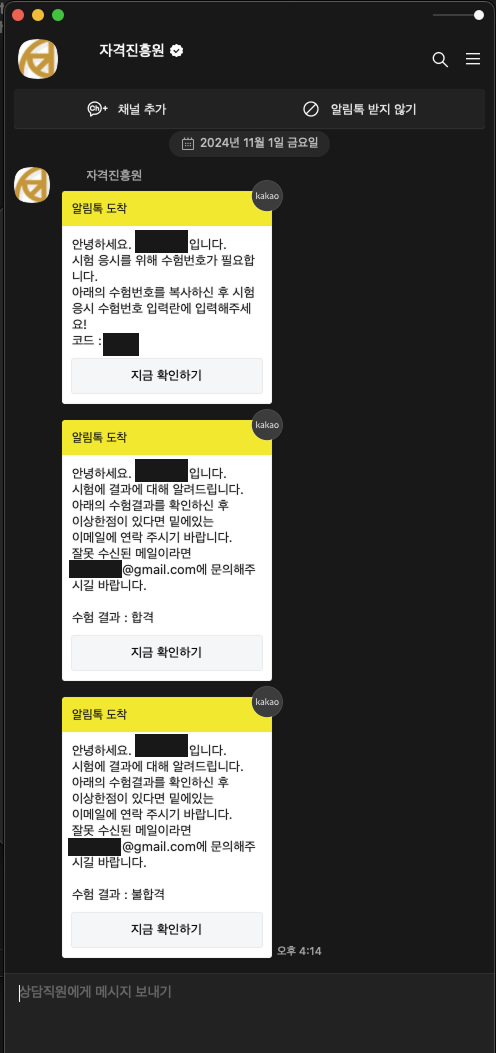 자격진흥원
Ch+ 채널 추가
알림톡 받지 않기
2024년 11월 1일 금요일
자격진흥원
kakao
알림톡 도착
안녕하세요. 입니다.
시험 응시를 위해 수험번호가 필요합
니다.
아래의 수험번호를 복사하신 후 시험
응시 수험번호 입력란에 입력해주세
요!
코드 :
지금 확인하기
kakao
알림톡 도착
안녕하세요. 입니다.
시험에 결과에 대해 알려드립니다.
아래의 수험결과를 확인하신 후
이상한점이 있다면 밑에있는
이메일에 연락 주시기 바랍니다.
잘못 수신된 메일이라면
@gmail.com에 문의해주
시길 바랍니다.
수험 결과 : 합격
지금 확인하기
kakao
알림톡 도착
안녕하세요. 입니다.
시험에 결과에 대해 알려드립니다.
아래의 수험결과를 확인하신 후
이상한점이 있다면 밑에있는
이메일에 연락 주시기 바랍니다.
잘못 수신된 메일이라면
@gmail.com에 문의해주
시길 바랍니다.
수험 결과 : 불합격
지금 확인하기
오후 4:14
상담직원에게 메시지 보내기